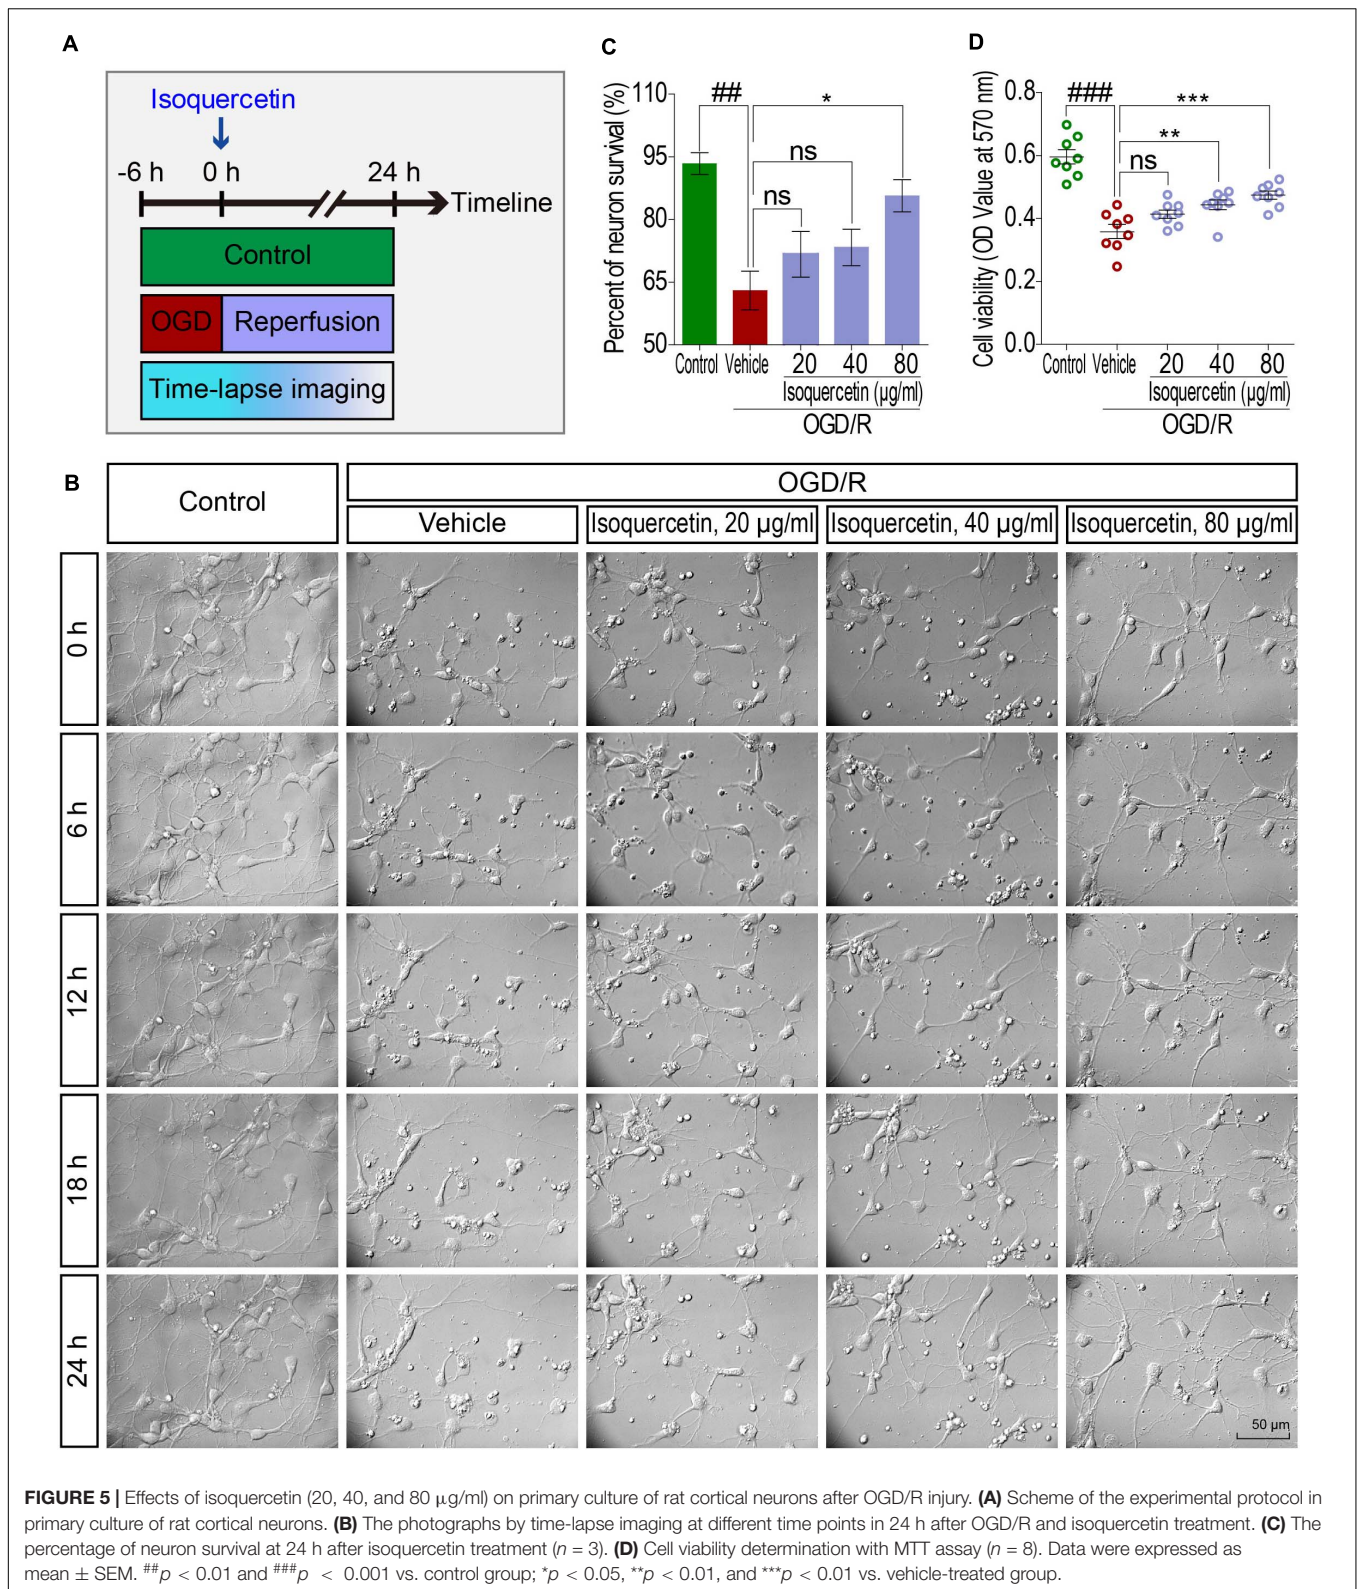 A
Isoquercetin
-6 h 0 h 24 h
Timeline
Control
OGD Reperfusion
Time-lapse imaging
C
Percent of neuron survival (%)
110
95
80
65
50
##
*
ns
ns
Control Vehicle 20 40 80
Isoquercetin (µg/ml)
OGD/R
D
Cell viability (OD Value at 570 nm)
0.8
0.6
0.4
0.2
0.0
###
***
**
ns
Control Vehicle 20 40 80
Isoquercetin (µg/ml)
OGD/R
B
Control
OGD/R
Vehicle
Isoquercetin, 20 µg/ml
Isoquercetin, 40 µg/ml
Isoquercetin, 80 µg/ml
0 h
6 h
12 h
18 h
24 h
50 µm
FIGURE 5 | Effects of isoquercetin (20, 40, and 80 µg/ml) on primary culture of rat cortical neurons after OGD/R injury. (A) Scheme of the experimental protocol in
primary culture of rat cortical neurons. (B) The photographs by time-lapse imaging at different time points in 24 h after OGD/R and isoquercetin treatment. (C) The
percentage of neuron survival at 24 h after isoquercetin treatment (n = 3). (D) Cell viability determination with MTT assay (n = 8). Data were expressed as
mean ± SEM. ##p < 0.01 and ###p < 0.001 vs. control group; *p < 0.05, **p < 0.01, and ***p < 0.01 vs. vehicle-treated group.